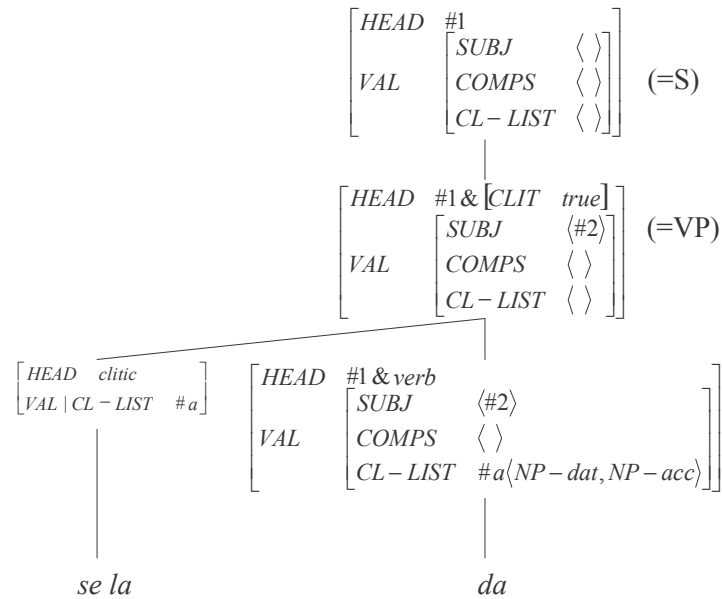 HEAD #1
SUBJ ⟨ ⟩
VAL COMPS ⟨ ⟩ (=S)
CL− LIST ⟨ ⟩
HEAD #1 & [CLIT true]
SUBJ ⟨#2⟩ (=VP)
VAL COMPS ⟨ ⟩
CL− LIST ⟨ ⟩
HEAD clitic
VAL | CL − LIST # a
HEAD #1 & verb
SUBJ ⟨#2⟩
VAL COMPS ⟨ ⟩
CL− LIST # a⟨NP − dat, NP − acc⟩
se la da